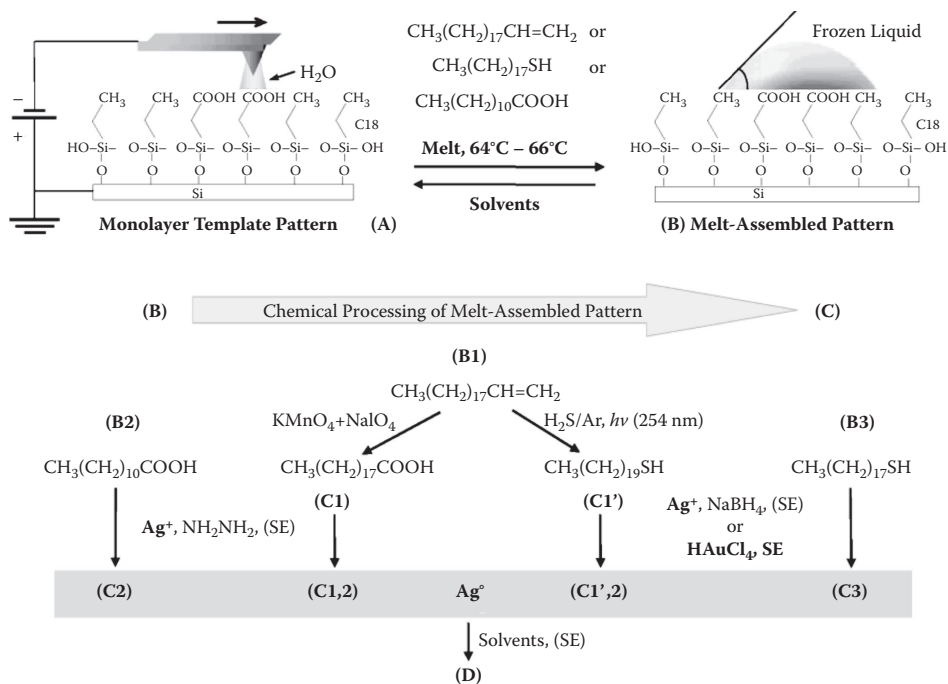 CH₃(CH₂)₁₇CH=CH₂ or
CH₃(CH₂)₁₇SH or
CH₃(CH₂)₁₀COOH
Melt, 64°C – 66°C
Solvents
−
+
H₂O
CH₃ CH₃ COOH COOH CH₃ CH₃
C18
HO–Si– O–Si– O–Si– O–Si– O–Si– O–Si–OH
O O O O O O
Si
Monolayer Template Pattern (A)
Frozen Liquid
CH₃ CH₃ COOH COOH CH₃ CH₃
C18
HO–Si– O–Si– O–Si– O–Si– O–Si– O–Si–OH
O O O O O O
Si
(B) Melt-Assembled Pattern
(B) Chemical Processing of Melt-Assembled Pattern (C)
(B1)
CH₃(CH₂)₁₇CH=CH₂
(B2) KMnO₄+NalO₄ H₂S/Ar, hν (254 nm) (B3)
CH₃(CH₂)₁₀COOH CH₃(CH₂)₁₇COOH CH₃(CH₂)₁₉SH CH₃(CH₂)₁₇SH
(C1) (C1')
Ag⁺, NH₂NH₂, (SE) Ag⁺, NaBH₄, (SE)
or
HAuCl₄, SE
(C2) (C1,2) Ag° (C1',2) (C3)
Solvents, (SE)
(D)